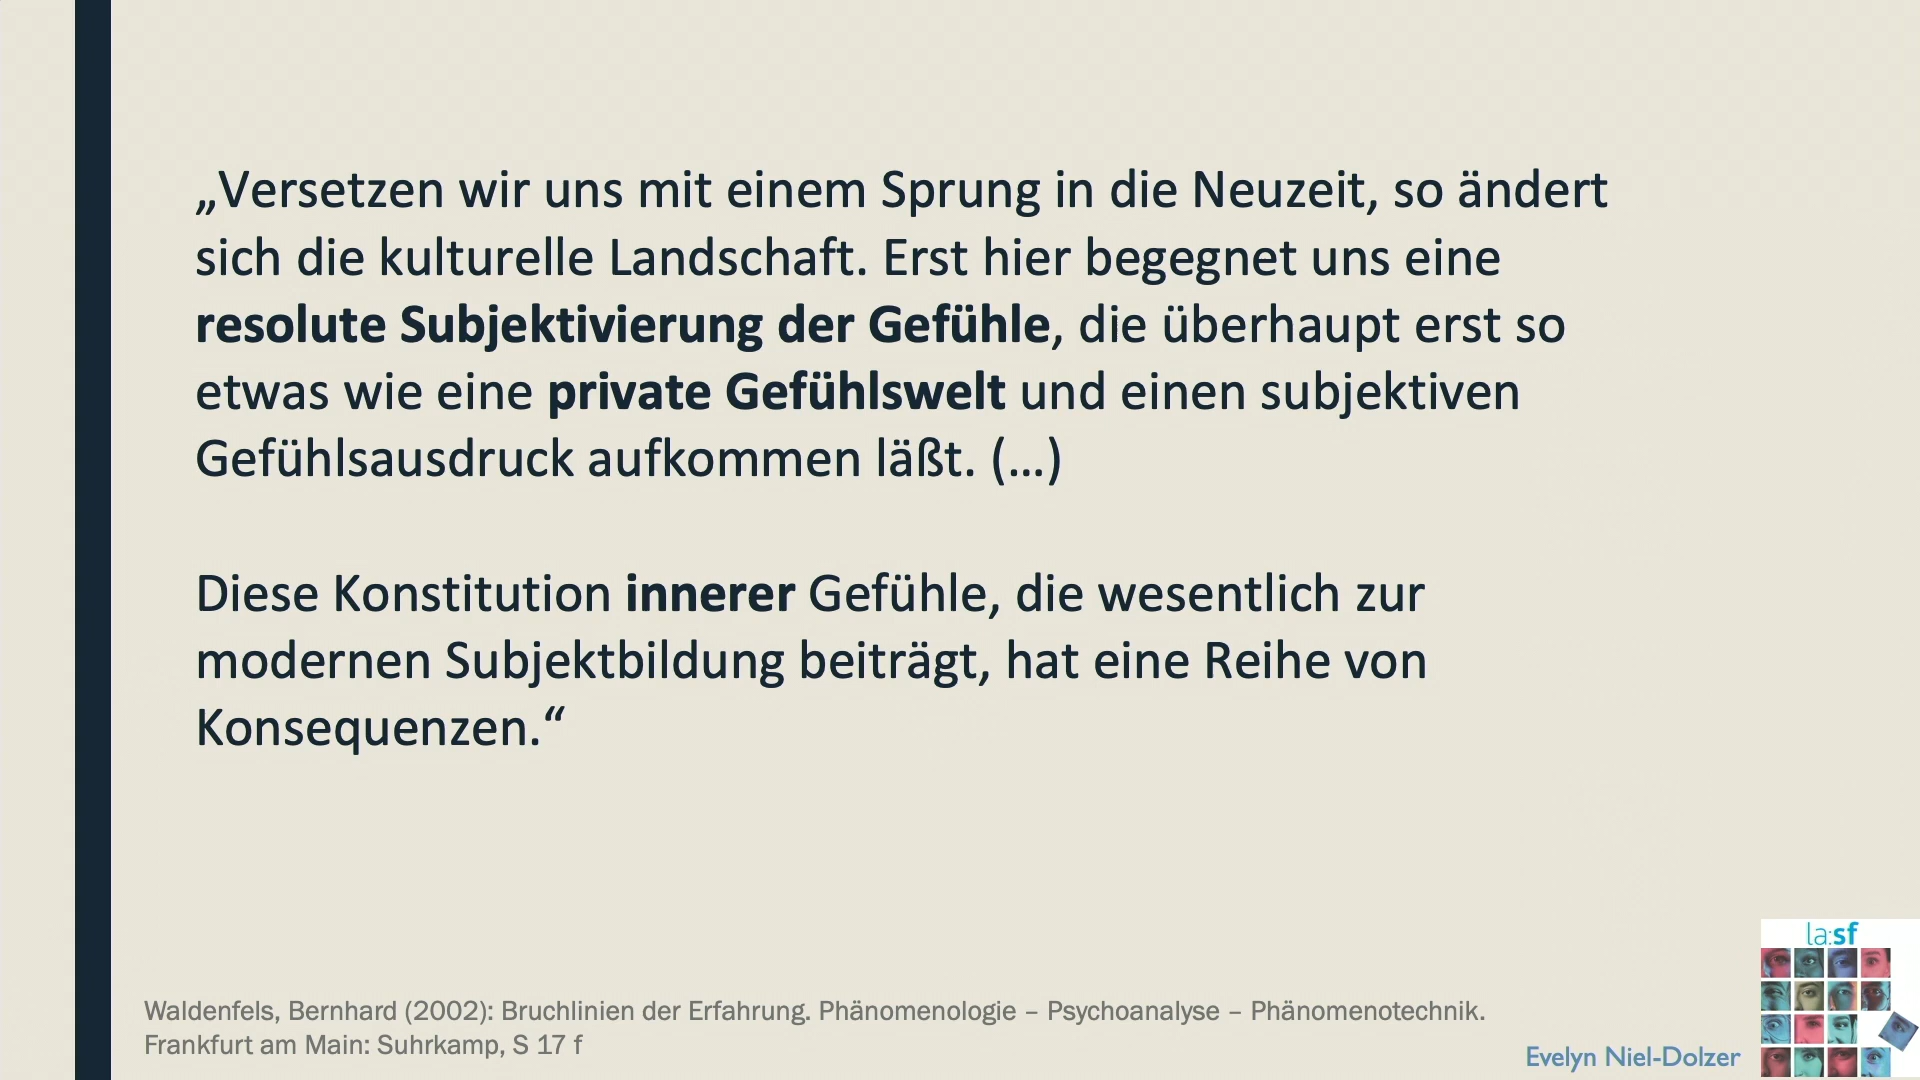 „Versetzen wir uns mit einem Sprung in die Neuzeit, so ändert
sich die kulturelle Landschaft. Erst hier begegnet uns eine
resolute Subjektivierung der Gefühle, die überhaupt erst so
etwas wie eine private Gefühlswelt und einen subjektiven
Gefühlsausdruck aufkommen läßt. (…)
Diese Konstitution innerer Gefühle, die wesentlich zur
modernen Subjektbildung beiträgt, hat eine Reihe von
Konsequenzen.“
Waldenfels, Bernhard (2002): Bruchlinien der Erfahrung. Phänomenologie – Psychoanalyse – Phänomenotechnik.
Frankfurt am Main: Suhrkamp, S 17 f
Evelyn Niel-Dolzer
la:sf